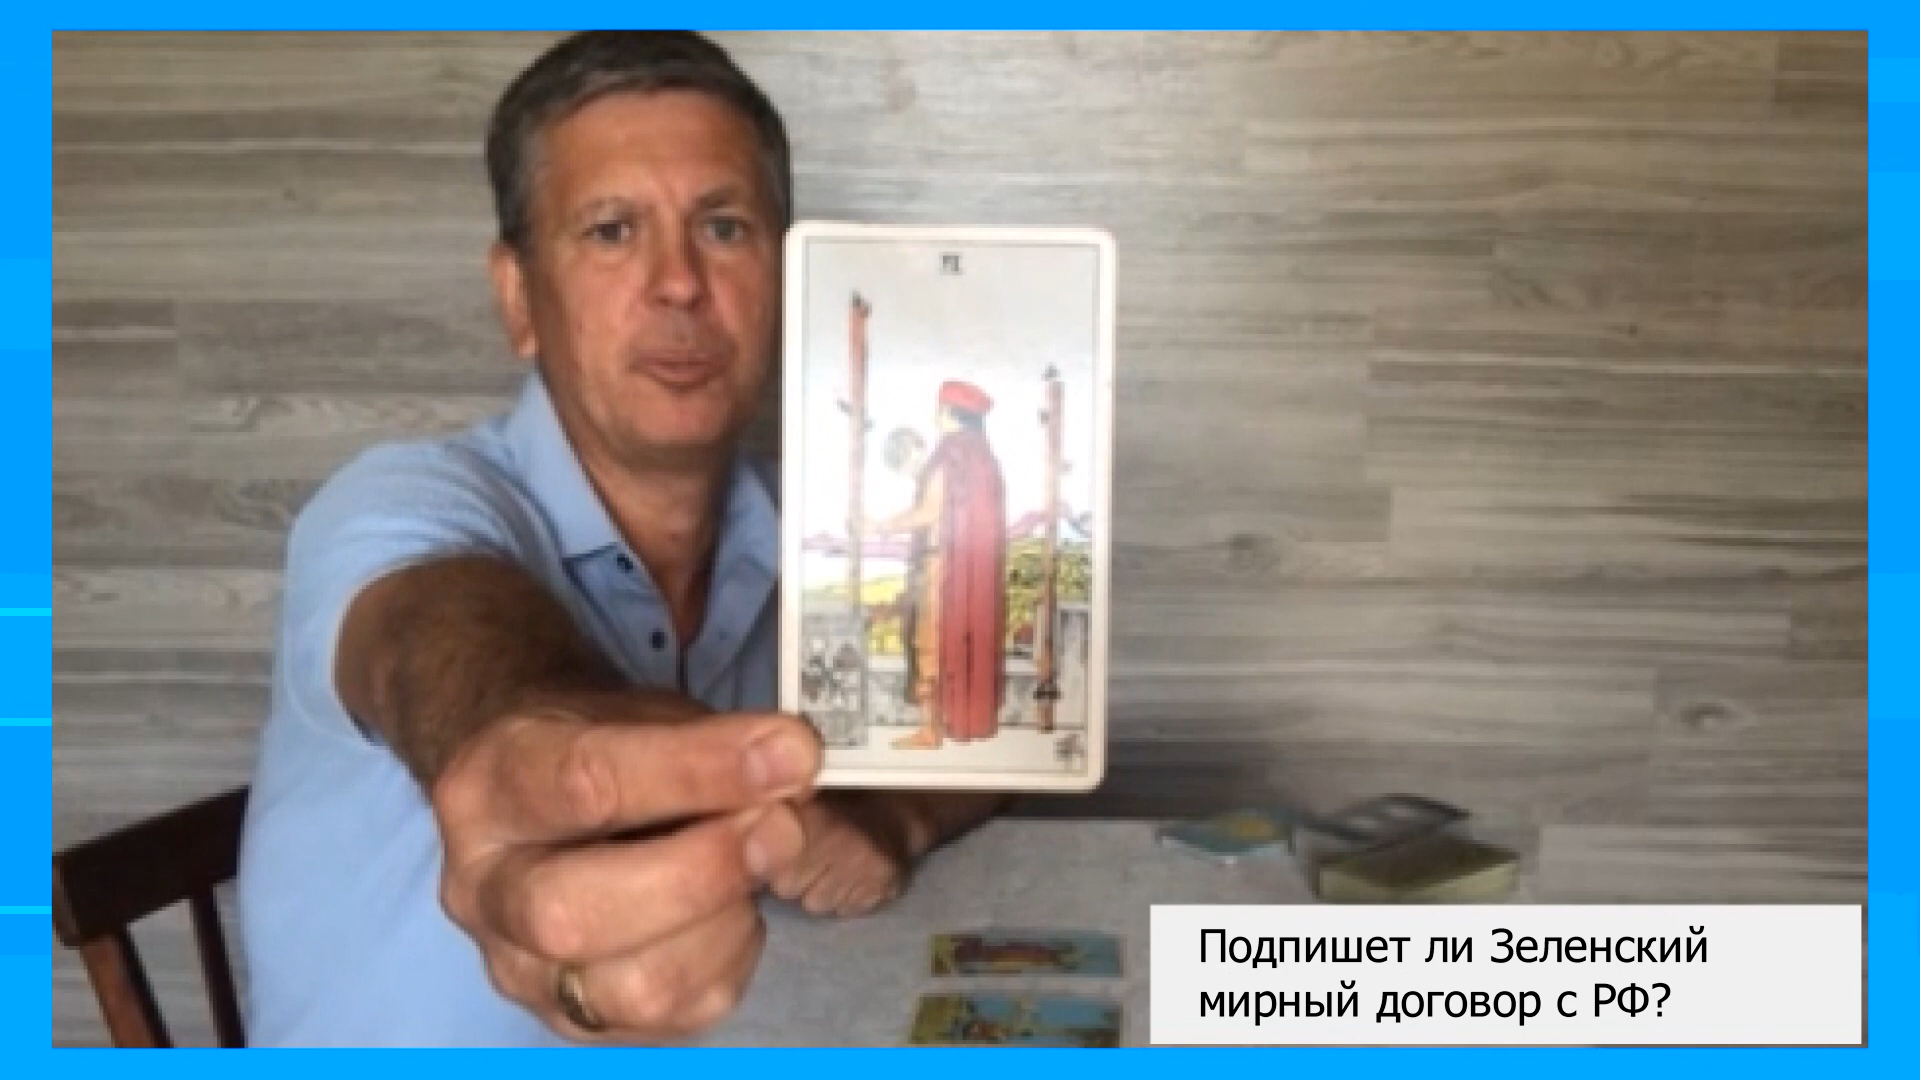 Подпишет ли Зеленский
мирный договор с РФ?